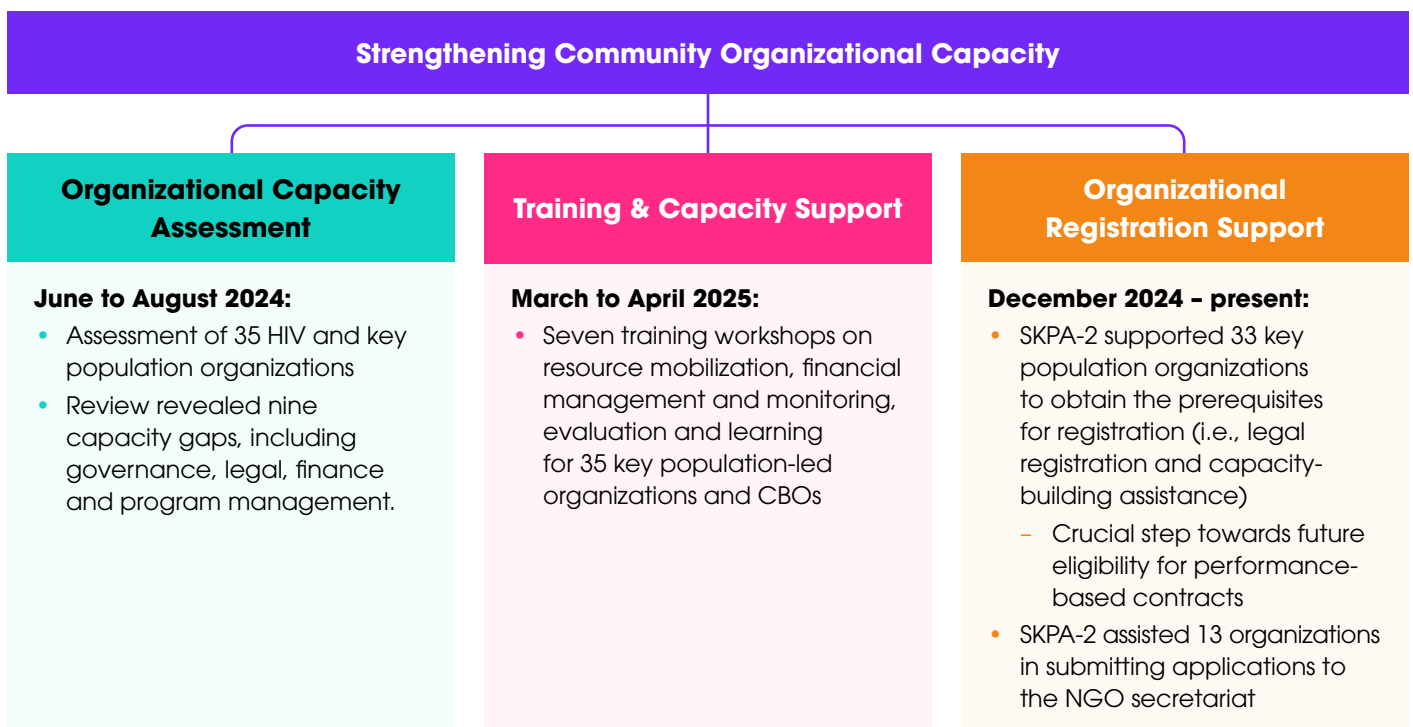 Strengthening Community Organizational Capacity
Organizational Capacity
Assessment
June to August 2024:
• Assessment of 35 HIV and key
population organizations
• Review revealed nine
capacity gaps, including
governance, legal, finance
and program management.
Training & Capacity Support
March to April 2025:
• Seven training workshops on
resource mobilization, financial
management and monitoring,
evaluation and learning
for 35 key population-led
organizations and CBOs
Organizational
Registration Support
December 2024 – present:
• SKPA-2 supported 33 key
population organizations
to obtain the prerequisites
for registration (i.e., legal
registration and capacity-
building assistance)
– Crucial step towards future
eligibility for performance-
based contracts
• SKPA-2 assisted 13 organizations
in submitting applications to
the NGO secretariat